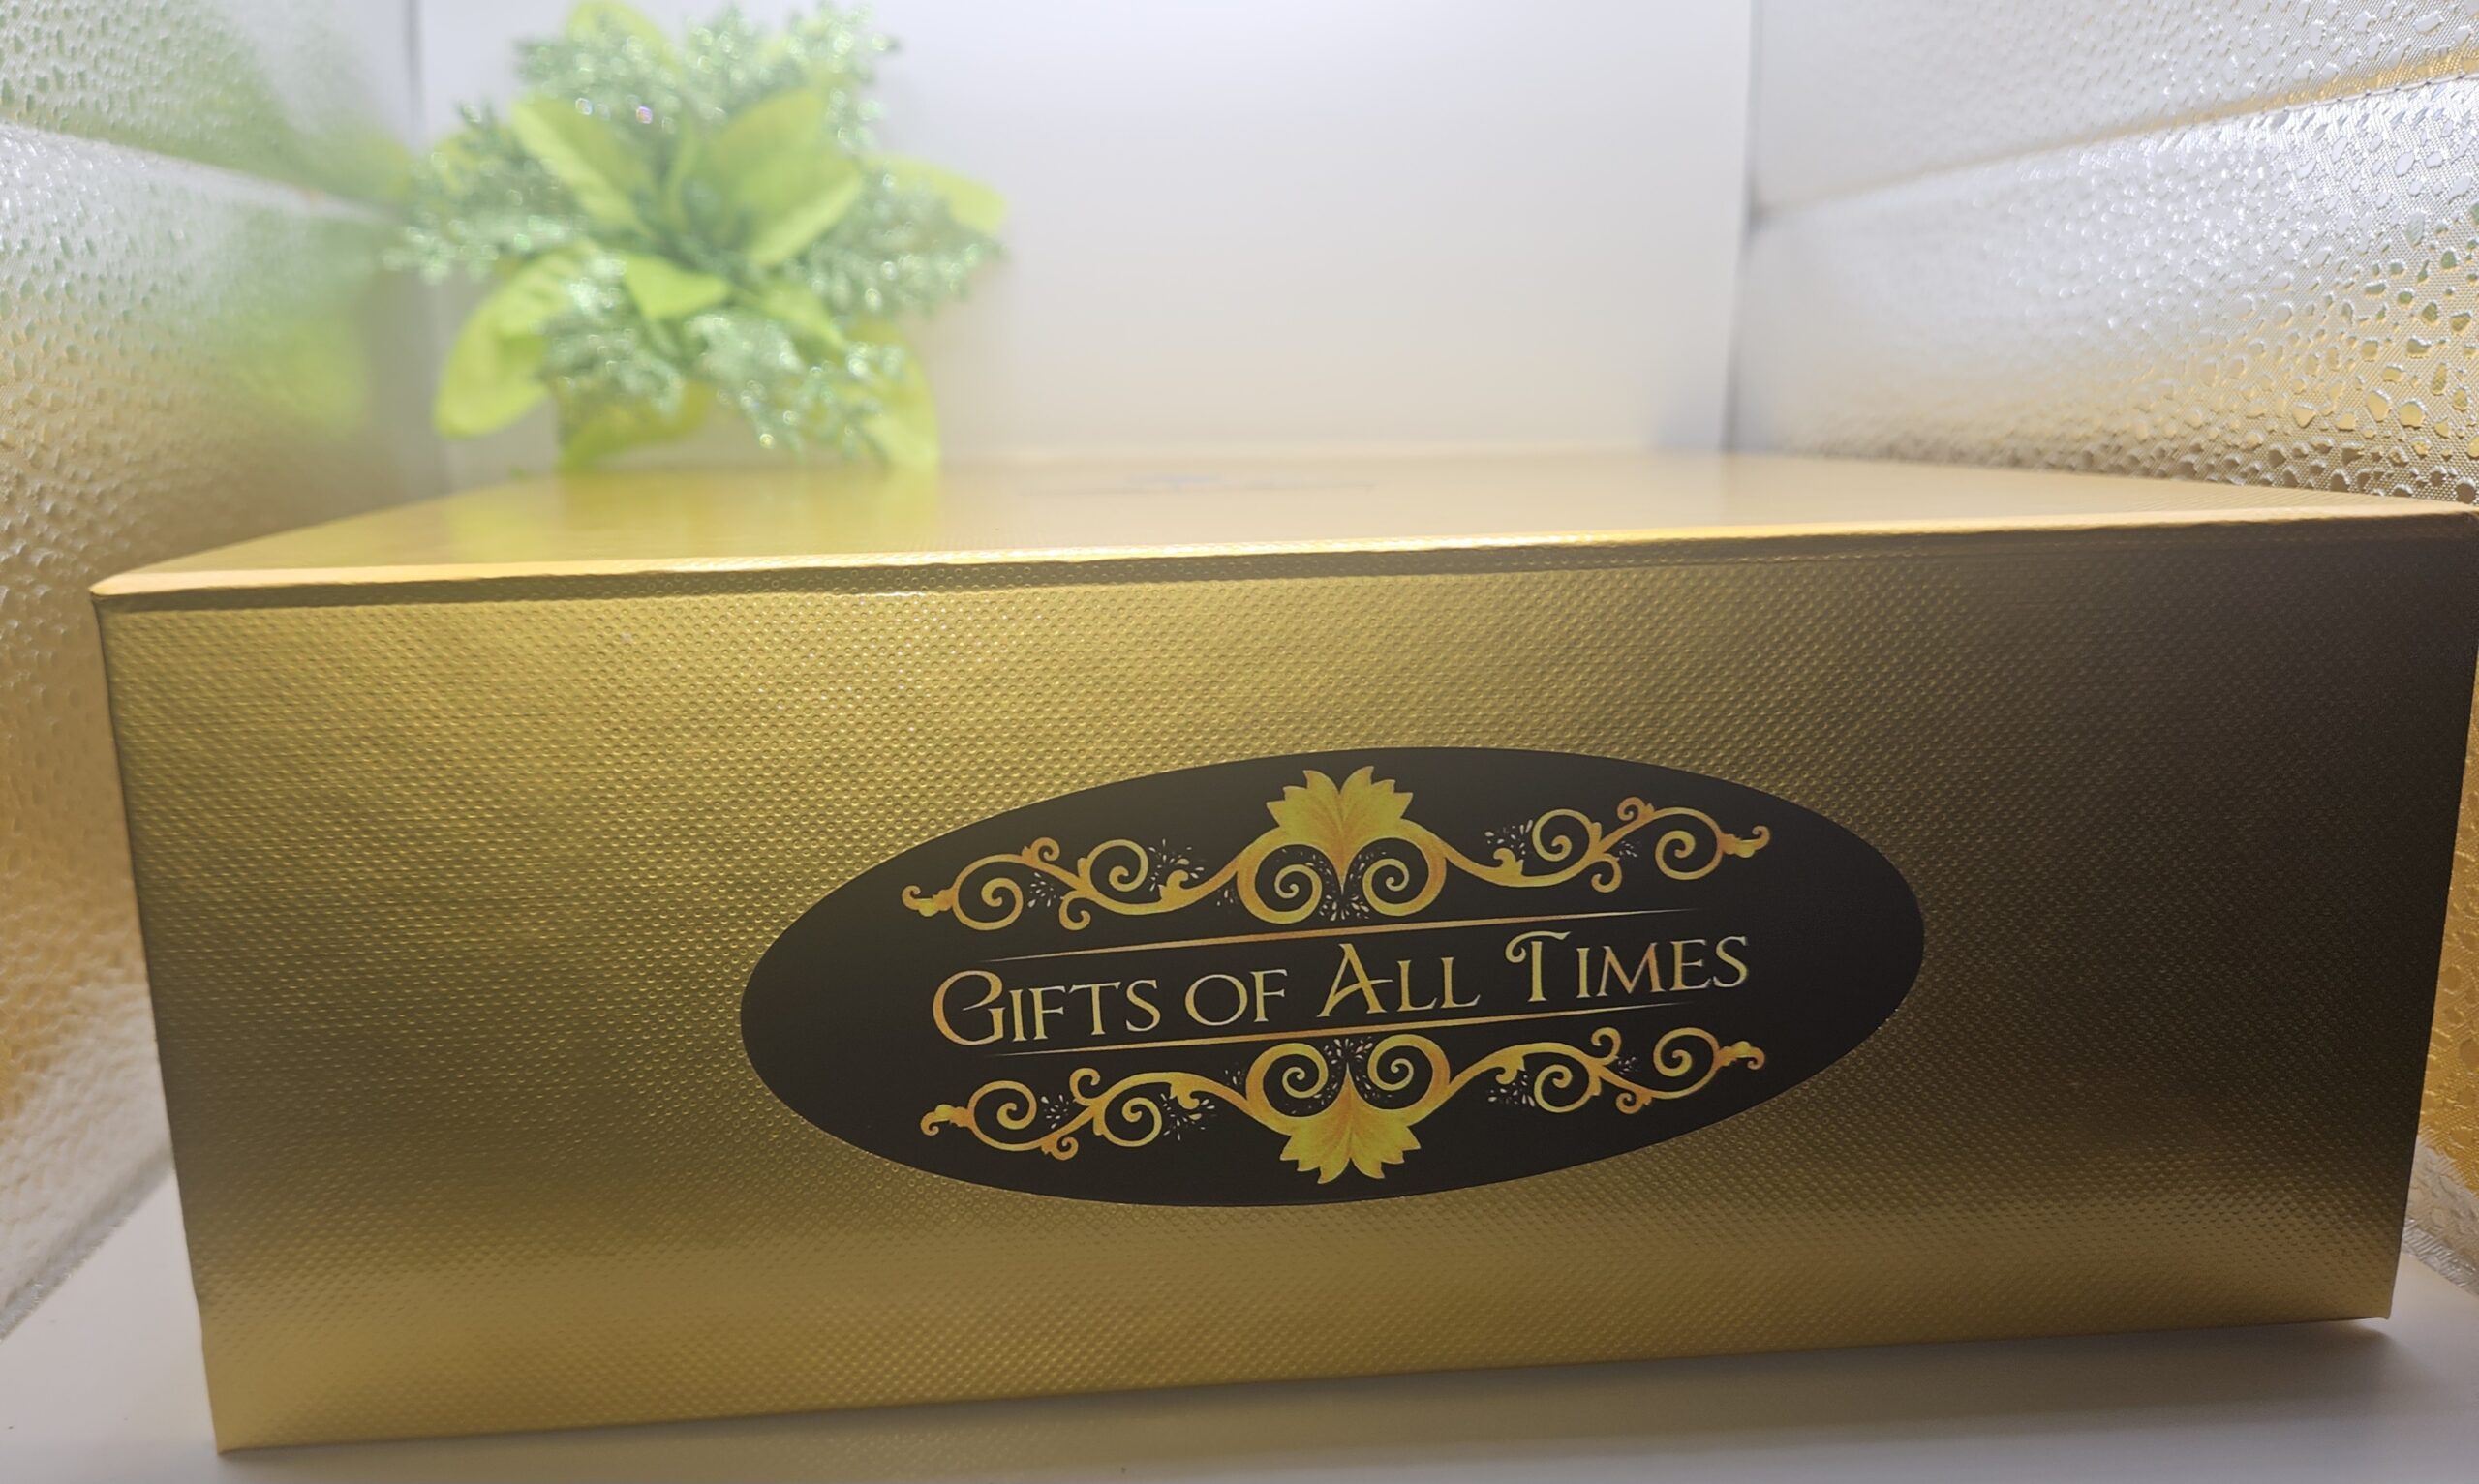 Gifts of All Times